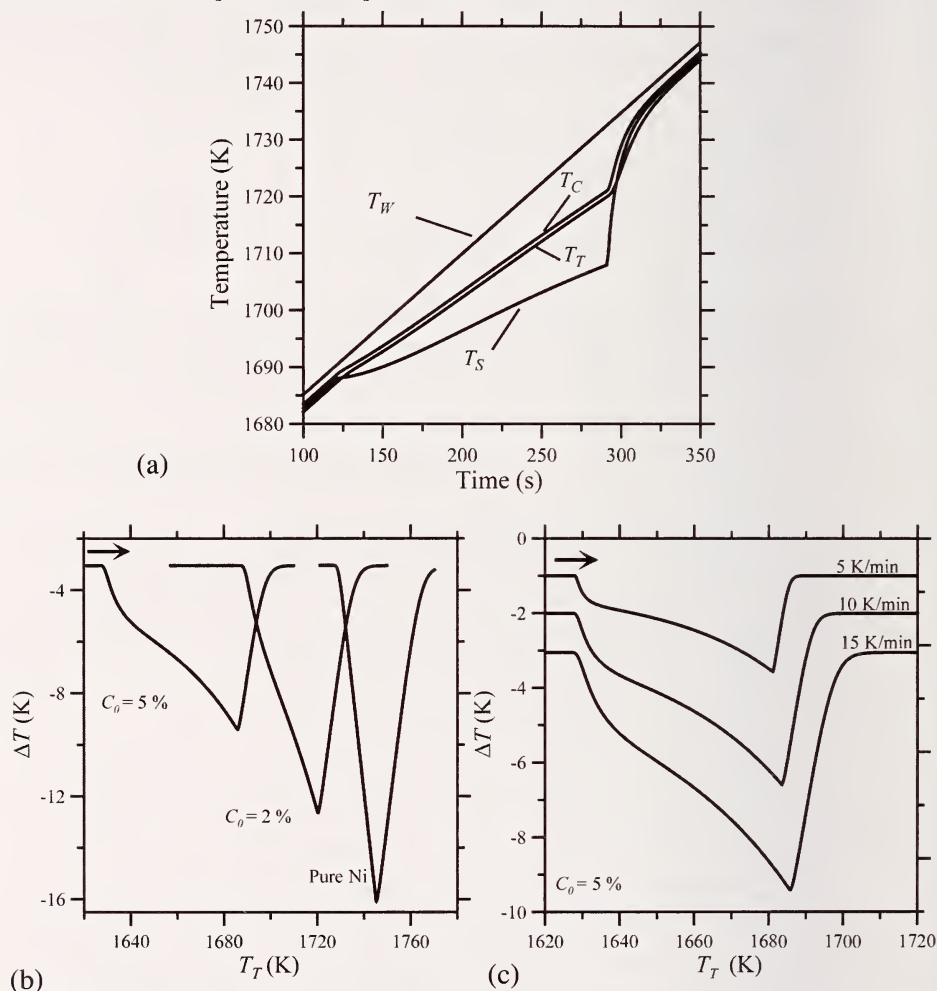 1750
1740
1730
1720
1710
1700
1690
1680
Temperature (K)
T_W
T_C
T_T
T_S
100 150 200 250 300 350
Time (s)
(a)
-4
-8
-12
-16
ΔT (K)
C_0 = 5 %
C_0 = 2 %
Pure Ni
1640 1680 1720 1760
T_T (K)
(b)
0
-2
-4
-6
-8
-10
ΔT (K)
5 K/min
10 K/min
15 K/min
C_0 = 5 %
1620 1640 1660 1680 1700 1720
T_T (K)
(c)